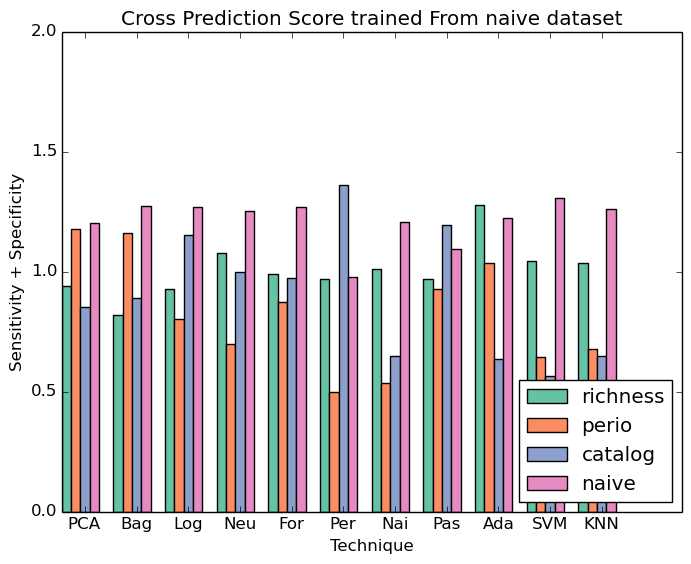 Cross Prediction Score trained From naive dataset
2.0
1.5
1.0
0.5
0.0
Sensitivity + Specificity
richness
perio
catalog
naive
PCA Bag Log Neu For Per Nai Pas Ada SVM KNN
Technique